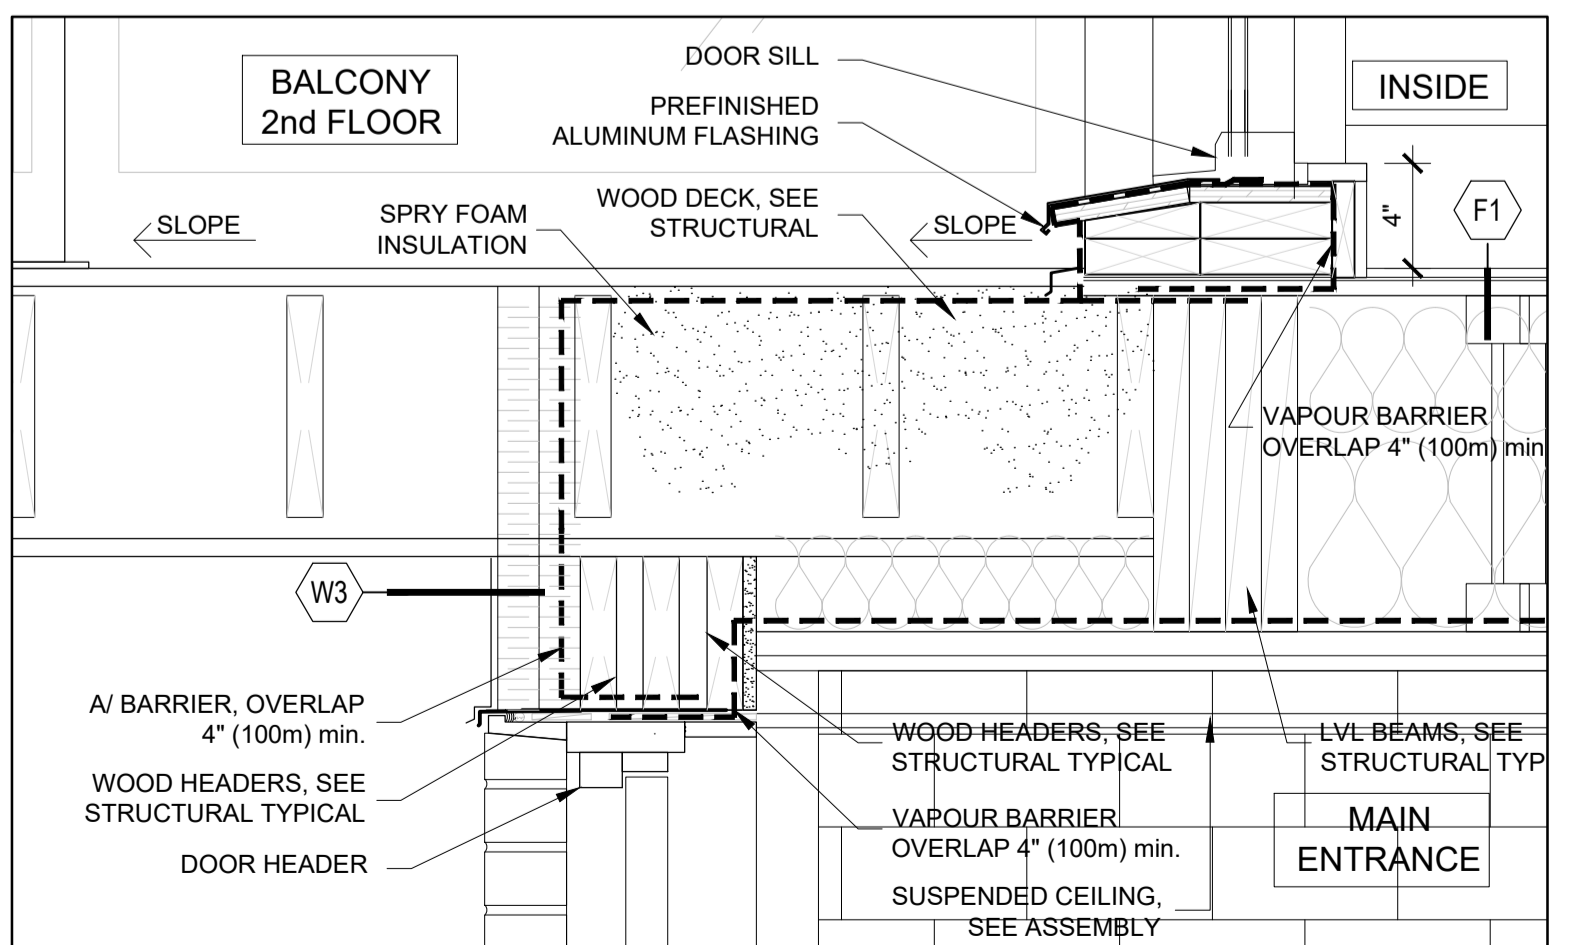 BALCONY
2nd FLOOR
DOOR SILL
PREFINISHED
ALUMINUM FLASHING
INSIDE
WOOD DECK, SEE
STRUCTURAL
SPRY FOAM
INSULATION
SLOPE
SLOPE
4"
F1
VAPOUR BARRIER
OVERLAP 4" (100m) min
W3
A/ BARRIER, OVERLAP
4" (100m) min.
WOOD HEADERS, SEE
STRUCTURAL TYPICAL
DOOR HEADER
WOOD HEADERS, SEE
STRUCTURAL TYPICAL
LVL BEAMS, SEE
STRUCTURAL TYP
VAPOUR BARRIER
OVERLAP 4" (100m) min.
MAIN
ENTRANCE
SUSPENDED CEILING,
SEE ASSEMBLY